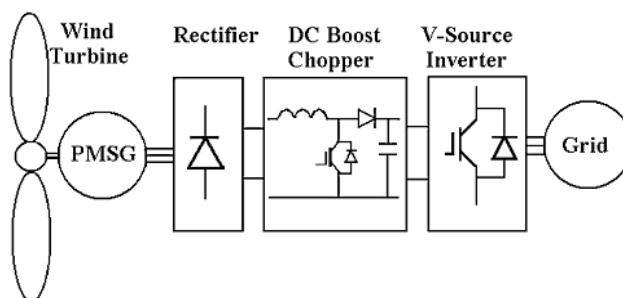 Wind
Turbine
Rectifier
DC Boost
Chopper
V-Source
Inverter
PMSG
Grid